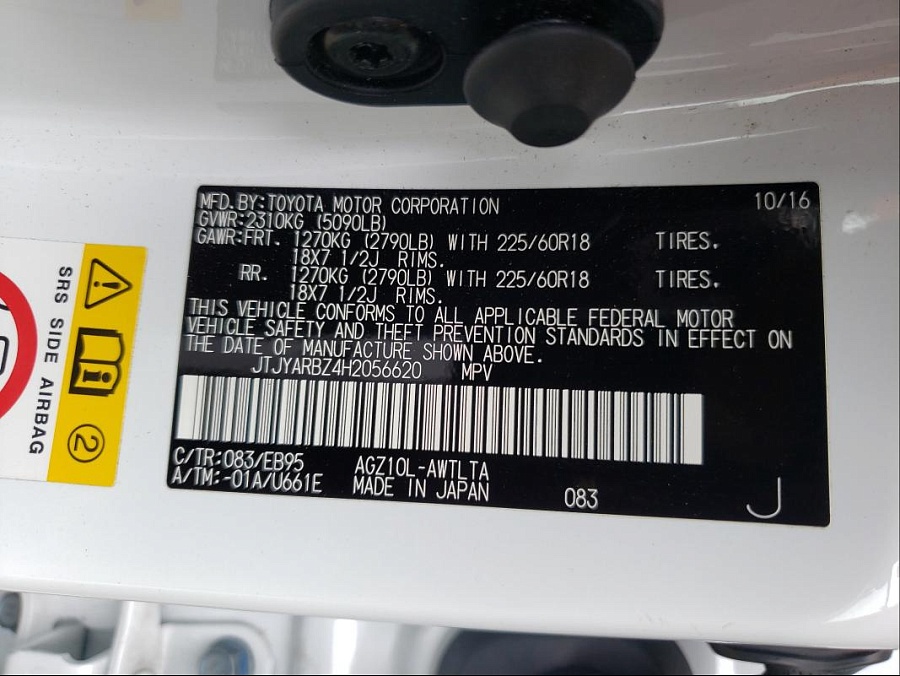 MFD.BY:TOYOTA MOTOR CORPORATION 10/16
GVWR:2310KG (5090LB)
GAWR:FRT. 1270KG (2790LB) WITH 225/60R18 TIRES.
18X7 1/2J RIMS.
RR. 1270KG (2790LB) WITH 225/60R18 TIRES.
18X7 1/2J RIMS.
THIS VEHICLE CONFORMS TO ALL APPLICABLE FEDERAL MOTOR
VEHICLE SAFETY AND THEFT PREVENTION STANDARDS IN EFFECT ON
THE DATE OF MANUFACTURE SHOWN ABOVE.
JTJYARBZ4H2056620 MPV
C/TR:083/EB95 AGZ10L-AWTLTA
A/TM:-01A/U661E MADE IN JAPAN 083 J
SRS SIDE AIRBAG
2